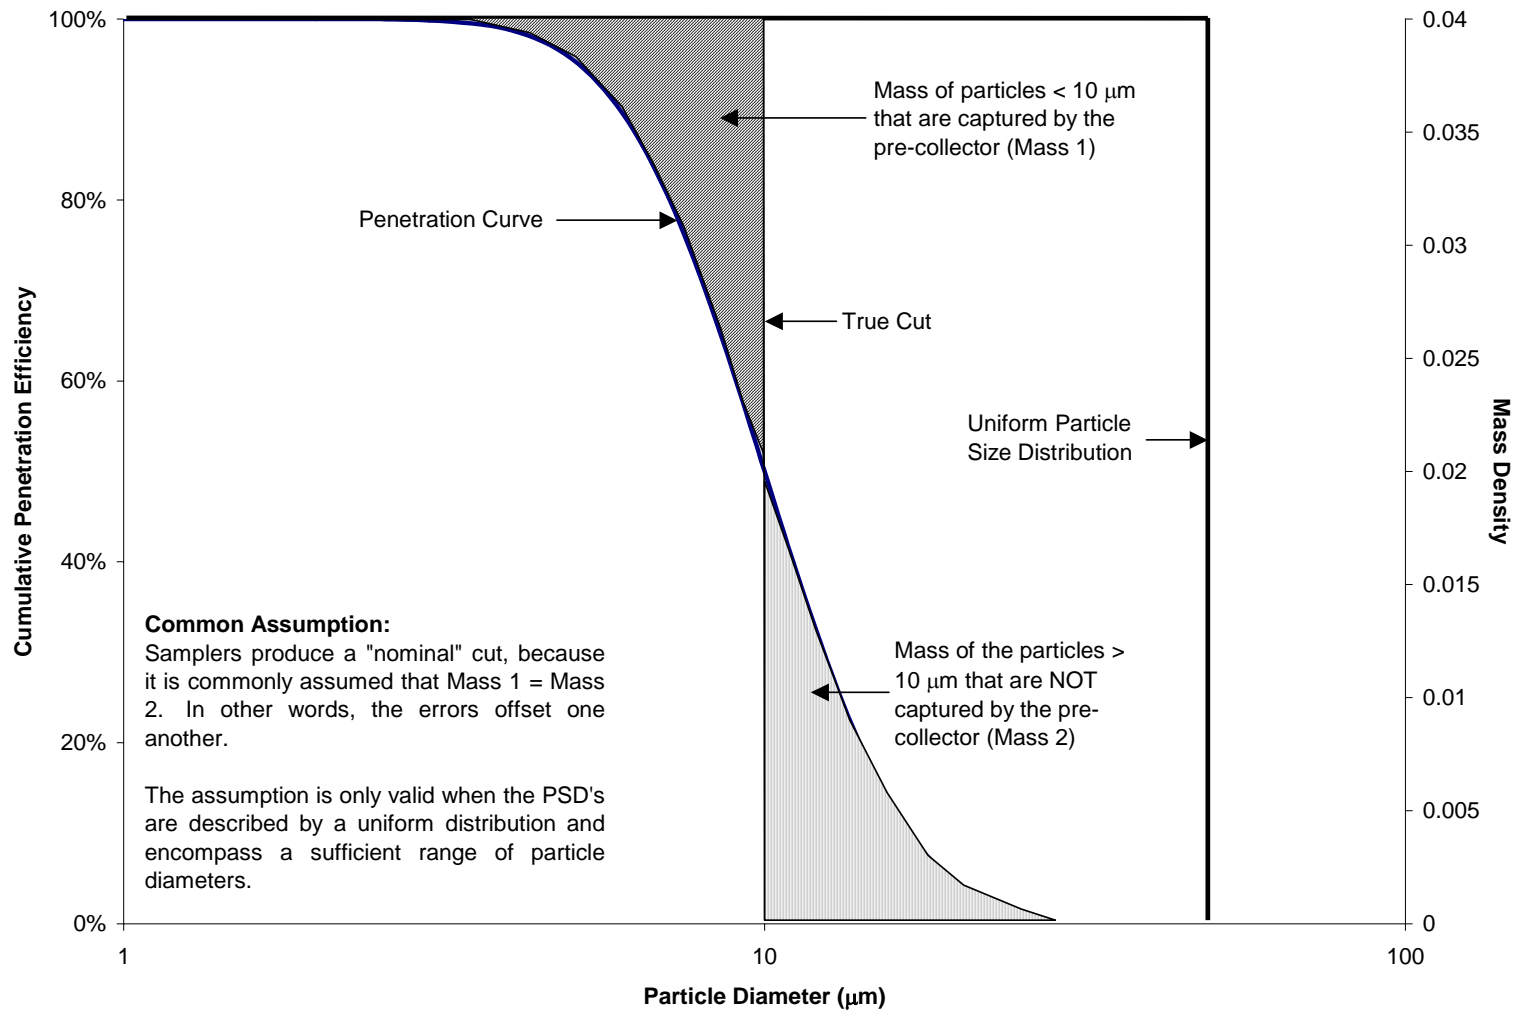 100%
80%
60%
40%
20%
0%
Cumulative Penetration Efficiency
0.04
0.035
0.03
0.025
0.02
0.015
0.01
0.005
0
Mass Density
1
10
100
Particle Diameter (μm)
Mass of particles < 10 μm
that are captured by the
pre-collector (Mass 1)
Penetration Curve
True Cut
Uniform Particle
Size Distribution
Mass of the particles >
10 μm that are NOT
captured by the pre-
collector (Mass 2)
Common Assumption:
Samplers produce a "nominal" cut, because
it is commonly assumed that Mass 1 = Mass
2. In other words, the errors offset one
another.
The assumption is only valid when the PSD's
are described by a uniform distribution and
encompass a sufficient range of particle
diameters.